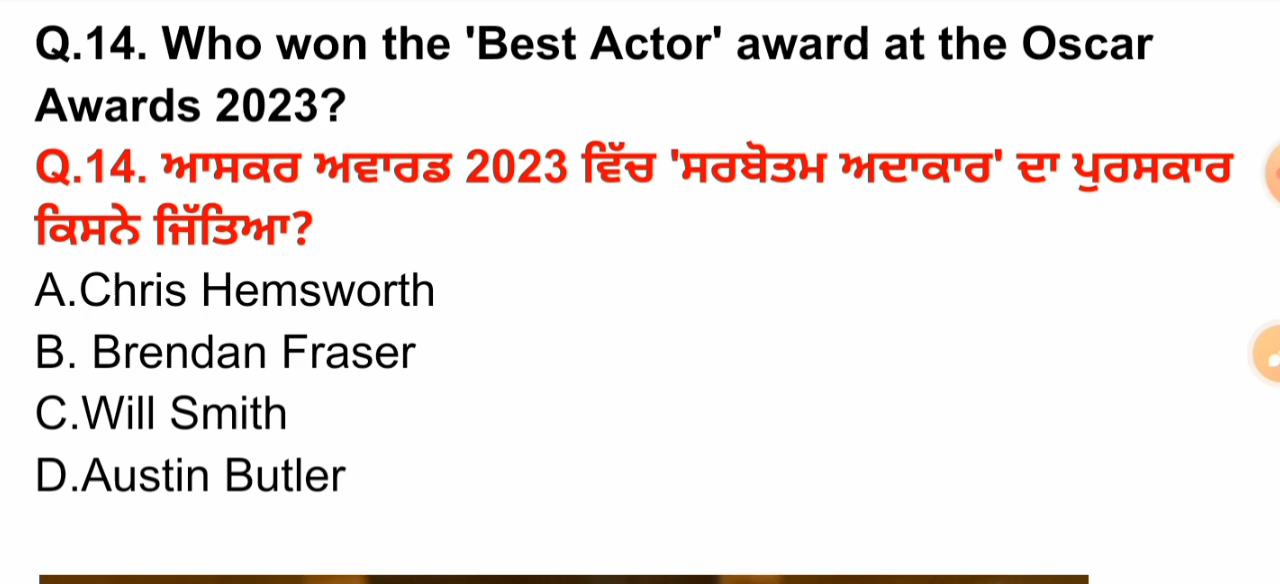 Q.14. Who won the 'Best Actor' award at the Oscar
Awards 2023?
Q.14. ਆਸਕਰ ਅਵਾਰਡ 2023 ਵਿੱਚ 'ਸਰਬੋਤਮ ਅਦਾਕਾਰ' ਦਾ ਪੁਰਸਕਾਰ
ਕਿਸਨੇ ਜਿੱਤਿਆ?
A.Chris Hemsworth
B. Brendan Fraser
C.Will Smith
D.Austin Butler